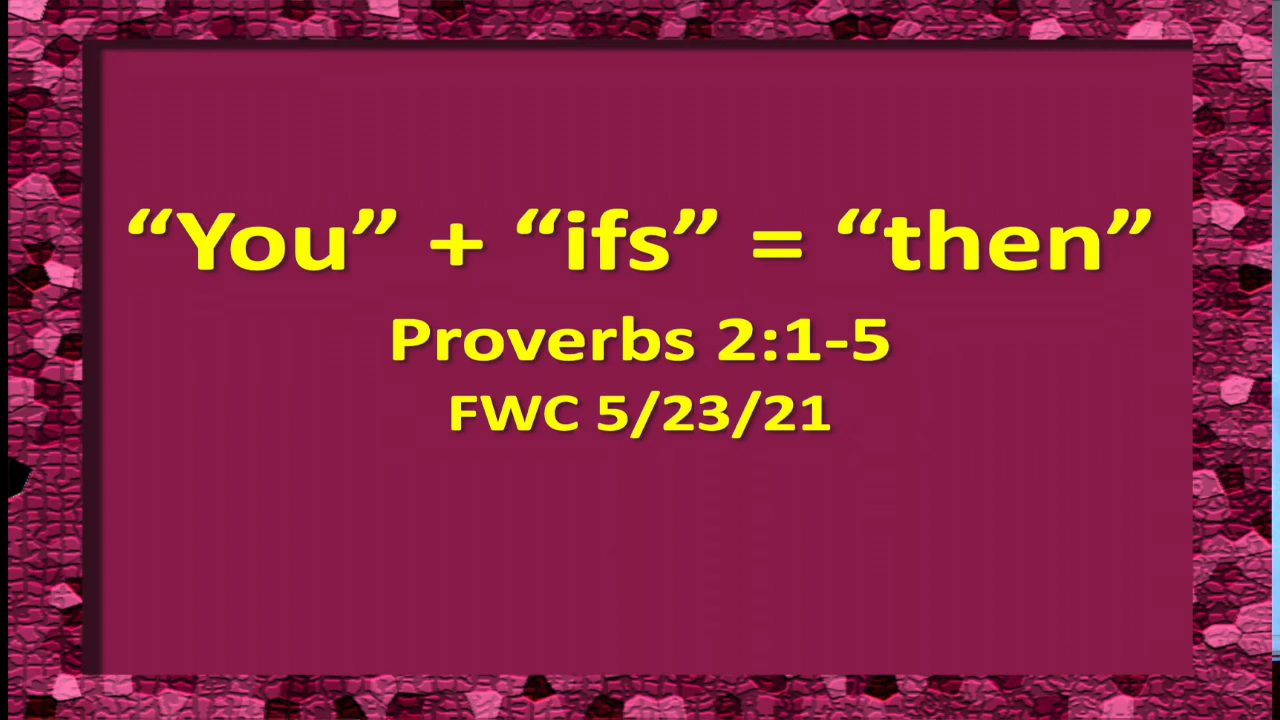 “You” + “ifs” = “then”
Proverbs 2:1-5
FWC 5/23/21